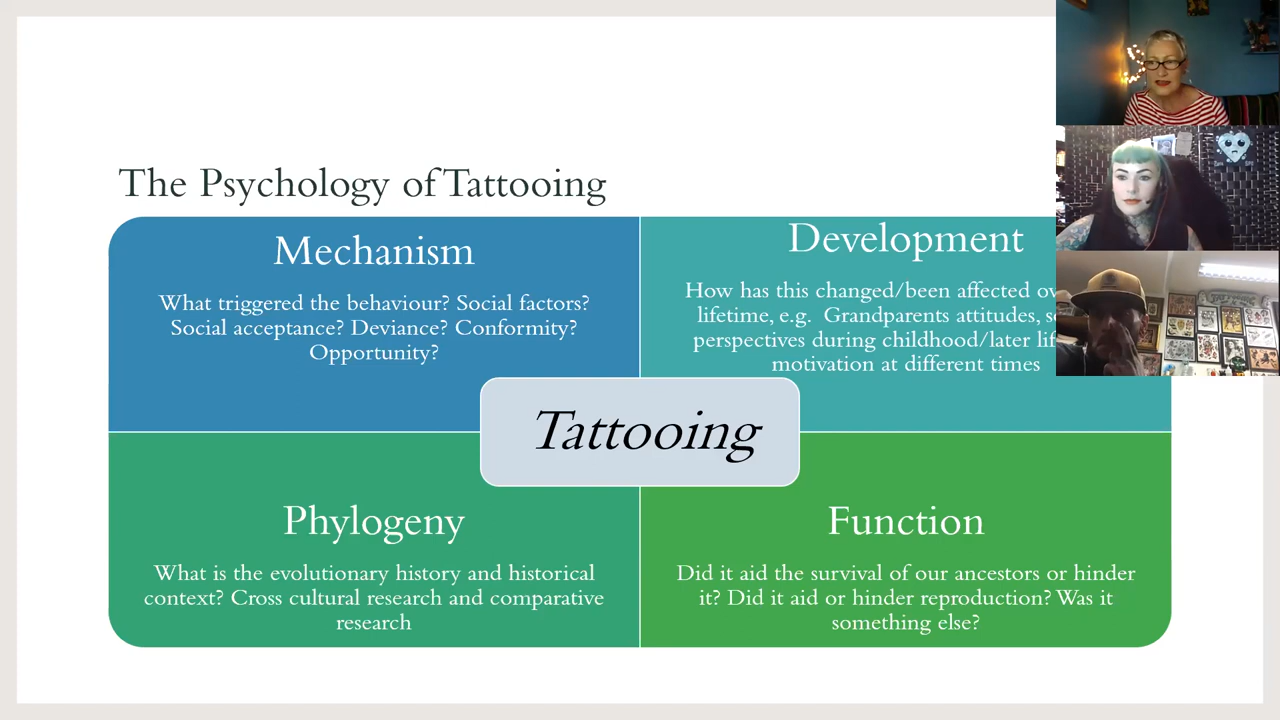 The Psychology of Tattooing
Mechanism
What triggered the behaviour? Social factors?
Social acceptance? Deviance? Conformity?
Opportunity?
Development
How has this changed/been affected
lifetime, e.g. Grandparents attitudes,
perspectives during childhood/later
motivation at different times
Tattooing
Phylogeny
What is the evolutionary history and historical
context? Cross cultural research and comparative
research
Function
Did it aid the survival of our ancestors or hinder
it? Did it aid or hinder reproduction? Was it
something else?